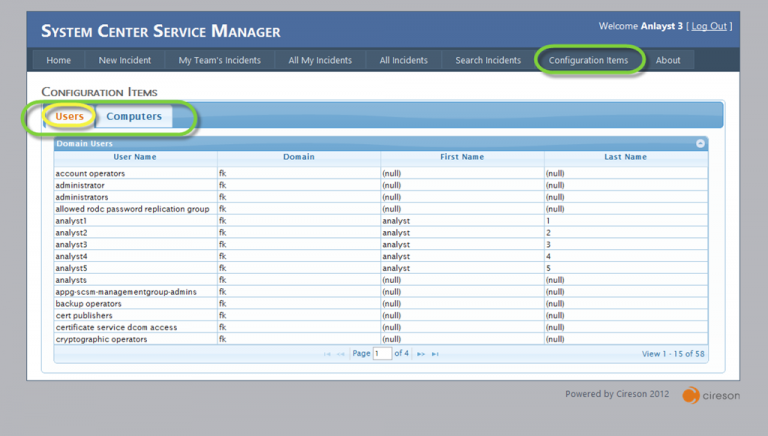 SYSTEM CENTER SERVICE MANAGER
Welcome Anlayst 3 [ Log Out ]
Home New Incident My Team's Incidents All My Incidents All Incidents Search Incidents Configuration Items About
CONFIGURATION ITEMS
Users Computers
Domain Users
User Name Domain First Name Last Name
account operators fk (null) (null)
administrator fk (null) (null)
administrators fk (null) (null)
allowed rodc password replication group fk (null) (null)
analyst1 fk analyst 1
analyst2 fk analyst 2
analyst3 fk analyst 3
analyst4 fk analyst 4
analyst5 fk analyst 5
analysts fk (null) (null)
appg-scsm-managementgroup-admins fk (null) (null)
backup operators fk (null) (null)
cert publishers fk (null) (null)
certificate service dcom access fk (null) (null)
cryptographic operators fk (null) (null)
Page 1 of 4 View 1 - 15 of 58
Powered by Cireson 2012 cireson